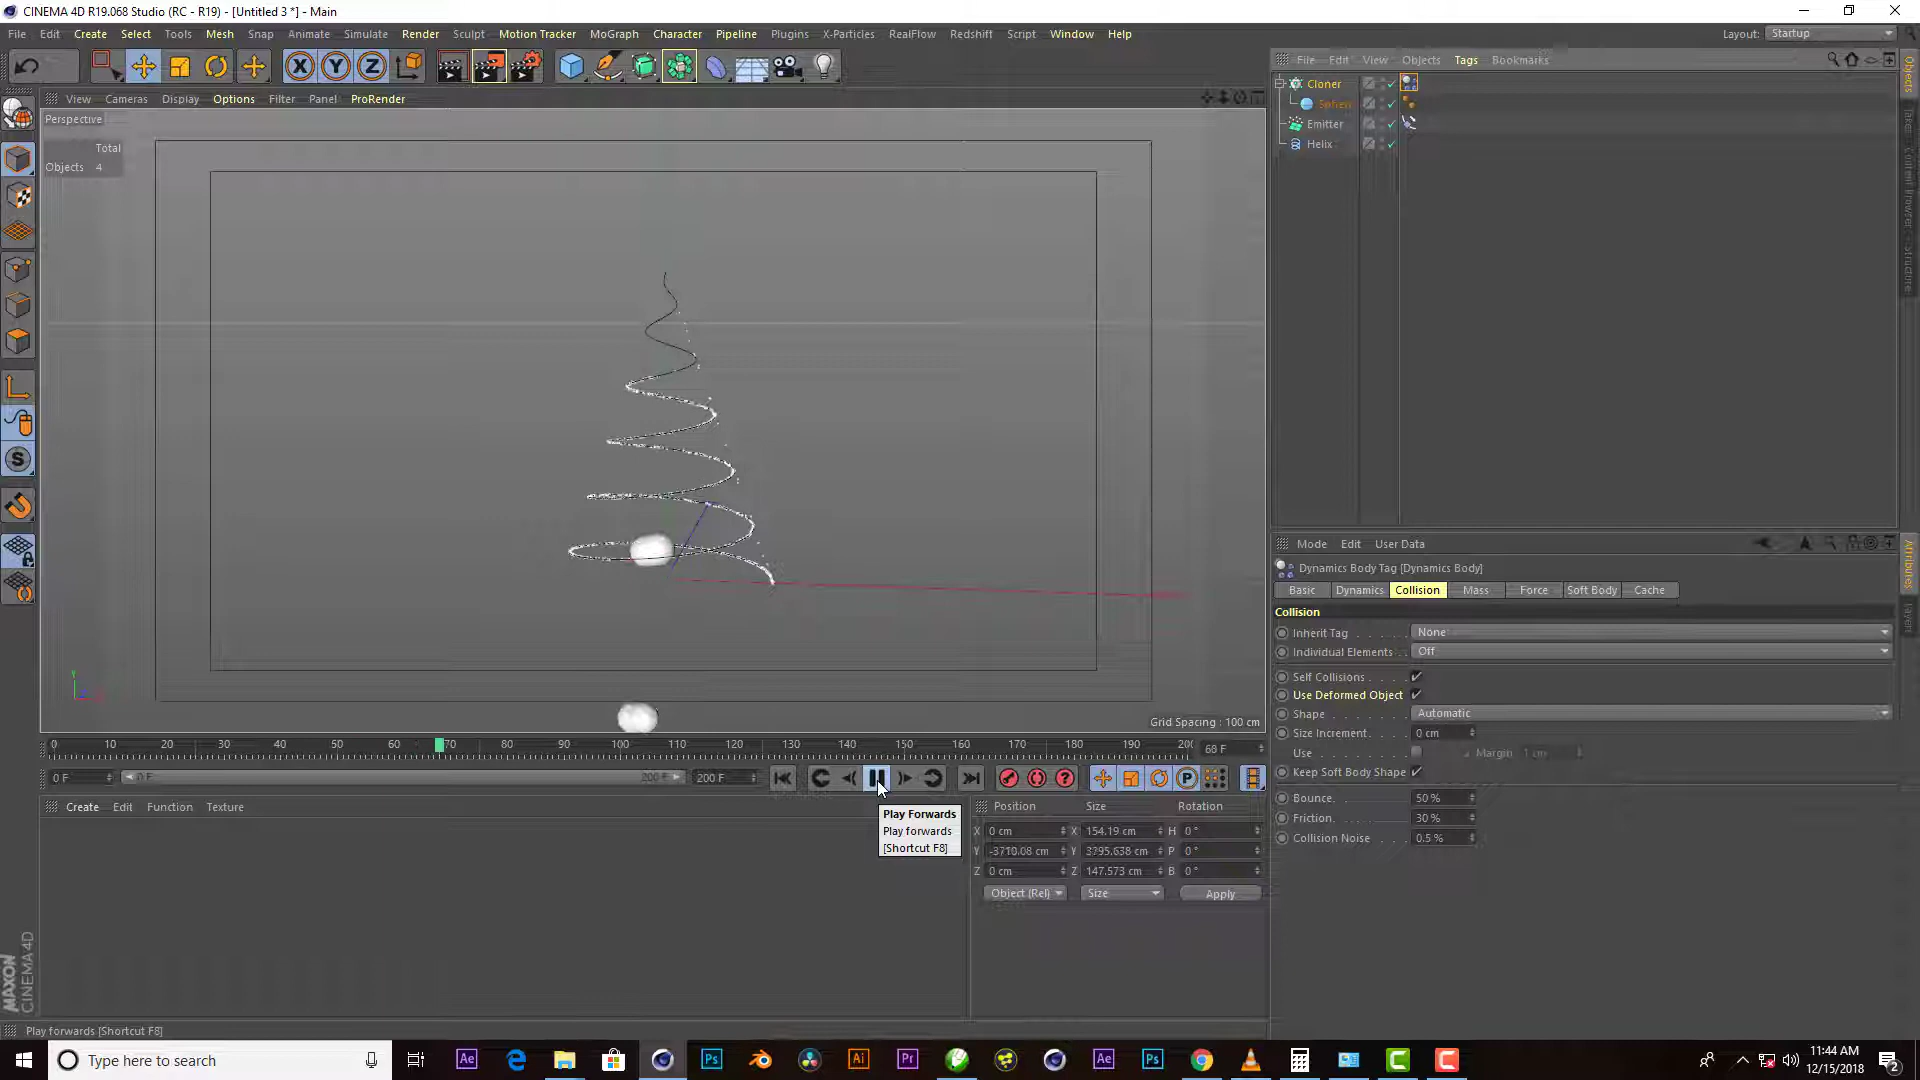 CINEMA 4D R19.068 Studio (RC - R19) - [Untitled 3 *] - Main
File Edit Create Select Tools Mesh Snap Animate Simulate Render Sculpt Motion Tracker MoGraph Character Pipeline Plugins X-Particles RealFlow Redshift Script Window Help
Layout: Startup
File Edit View Objects Tags Bookmarks
View Cameras Display Options Filter Panel ProRender
Perspective
Total
Objects 4
Cloner
Emitter
Helix
Objects
Mode Edit User Data
Dynamics Body Tag [Dynamics Body]
Basic Dynamics Collision Mass Force Soft Body Cache
Collision
Inherit Tag None
Individual Elements Off
Self Collisions
Use Deformed Object
Shape Automatic
Size Increment 0 cm
Use Margin 1 cm
Keep Soft Body Shape
Bounce 50 %
Friction 30 %
Collision Noise 0.5 %
Attributes
Grid Spacing : 100 cm
0 10 20 30 40 50 60 70 80 90 100 110 120 130 140 150 160 170 180 190
0 F 0 F 200 F 200 F
Create Edit Function Texture
Play Forwards
Play forwards
[Shortcut F8]
Position Size Rotation
X 0 cm X 154.19 cm H 0 °
Y -3710.08 cm Y 3795.638 cm P 0 °
Z 0 cm Z 147.573 cm B 0 °
Object (Rel) Size Apply
MAXON
CINEMA 4D
Play forwards [Shortcut F8]
Type here to search
11:44 AM
12/15/2018